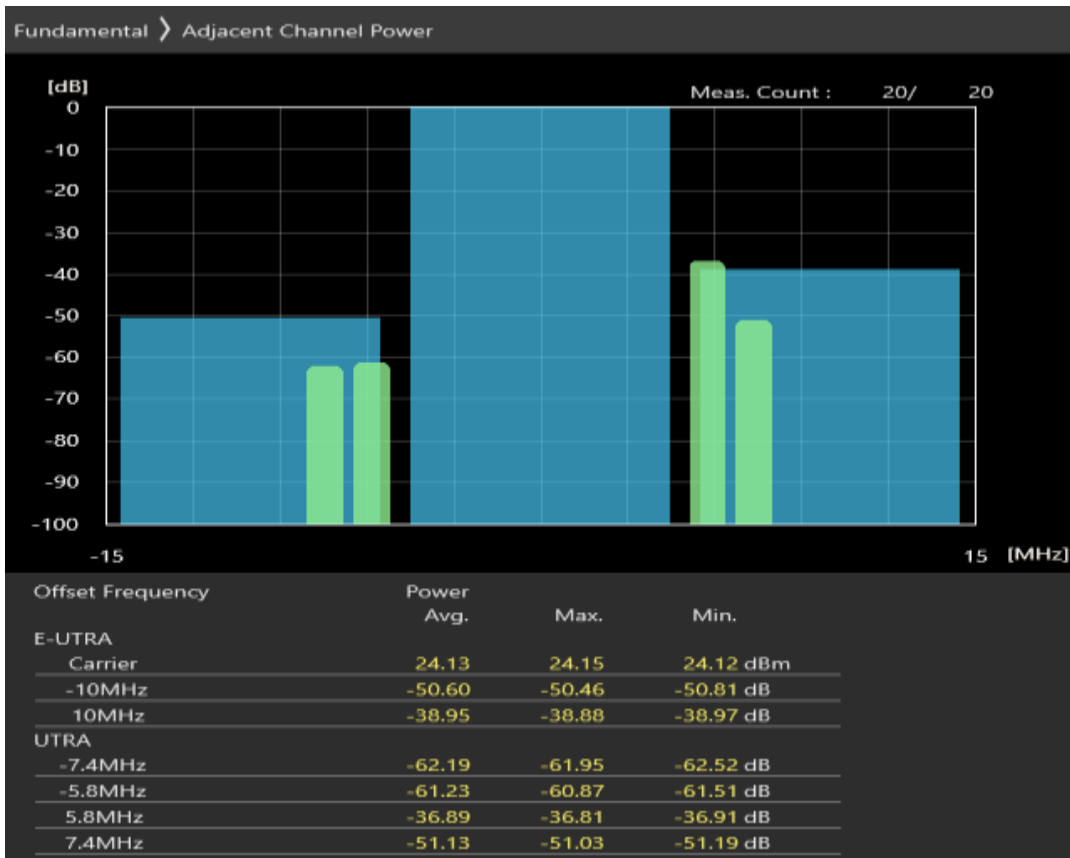 Fundamental ❯ Adjacent Channel Power
[dB]
Meas. Count : 20/ 20
0
-10
-20
-30
-40
-50
-60
-70
-80
-90
-100
-15 15 [MHz]
Offset Frequency Power
Avg. Max. Min.
E-UTRA
Carrier 24.13 24.15 24.12 dBm
-10MHz -50.60 -50.46 -50.81 dB
10MHz -38.95 -38.88 -38.97 dB
UTRA
-7.4MHz -62.19 -61.95 -62.52 dB
-5.8MHz -61.23 -60.87 -61.51 dB
5.8MHz -36.89 -36.81 -36.91 dB
7.4MHz -51.13 -51.03 -51.19 dB